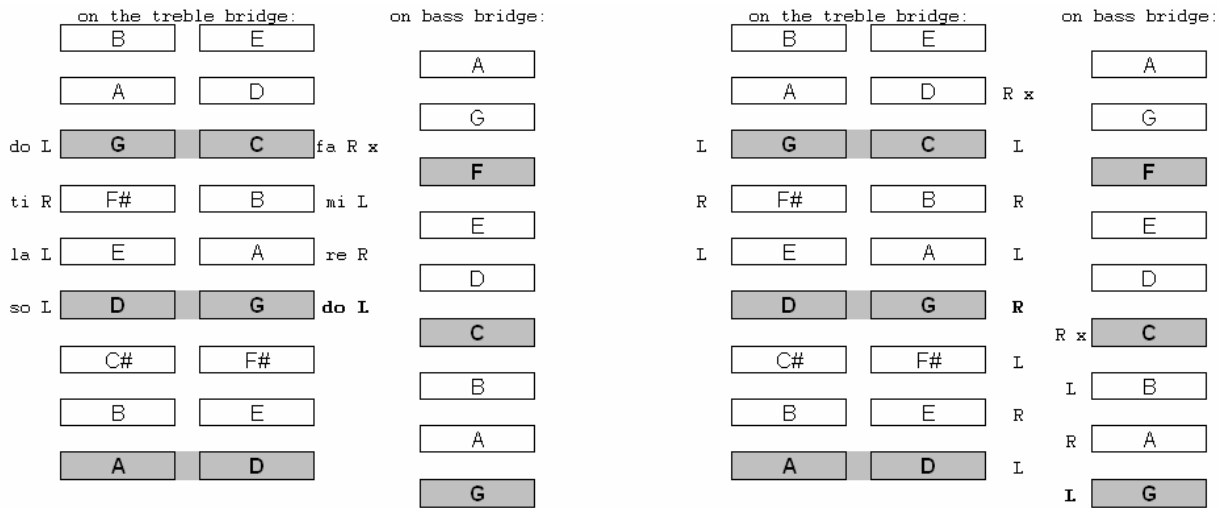 on the treble bridge: on bass bridge:
B E
A
A D
G
do L G C fa R x
F
ti R F# B mi L
E
la L E A re R
D
so L D G do L
C
C# F#
B
B E
A
A D
G
on the treble bridge: on bass bridge:
B E
A
A D R x
G
L G C L
F
R F# B R
E
L E A L
D
D G R
R x C
C# F# L
L B
B E R
R A
A D L
L G